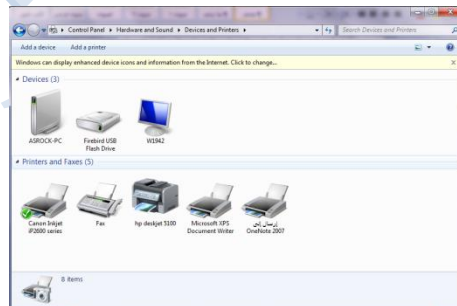 Control Panel ▸ Hardware and Sound ▸ Devices and Printers ▸
Search Devices and Printers
Add a device    Add a printer
Windows can display enhanced device icons and information from the Internet. Click to change...
Devices (3)
ASROCK-PC
Firebird USB
Flash Drive
W1942
Printers and Faxes (5)
Canon Inkjet
iP2600 series
Fax
hp deskjet 5100
Microsoft XPS
Document Writer
إرسال إلى
OneNote 2007
8 items